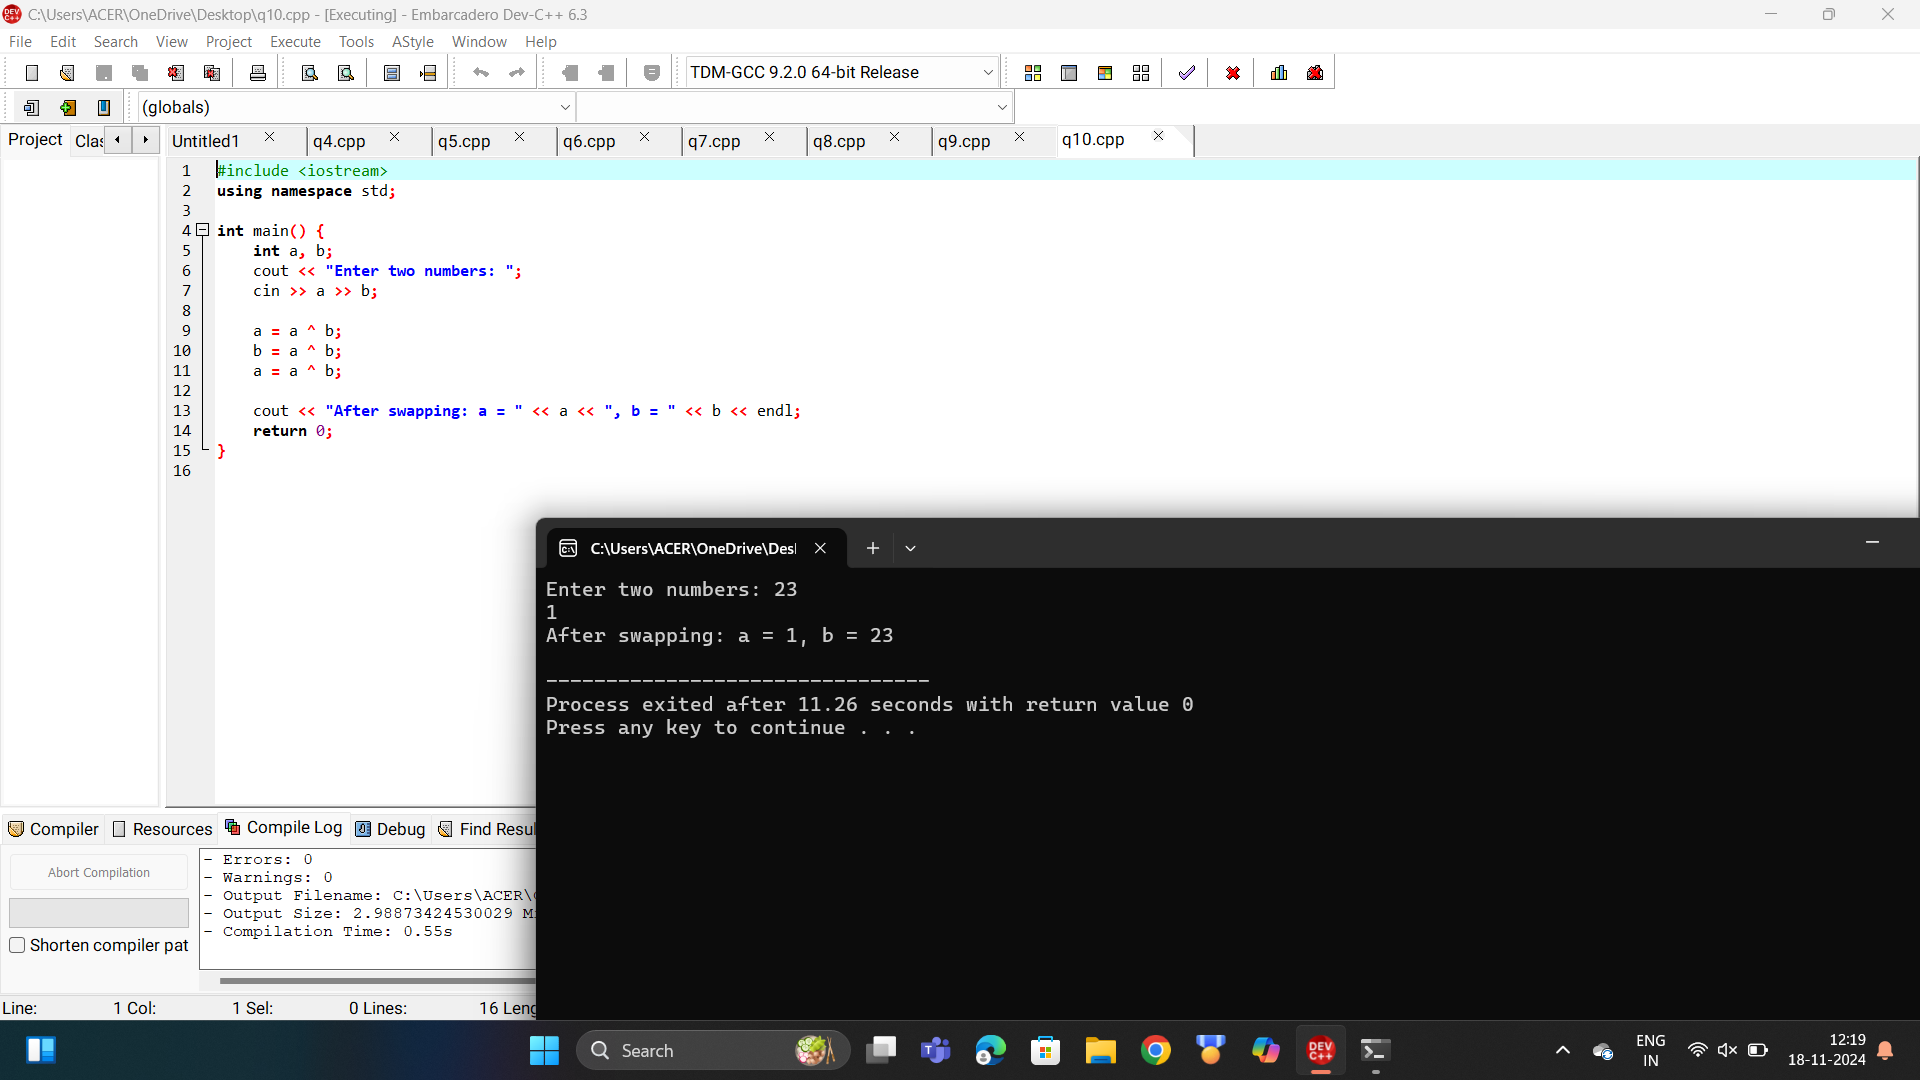 C:\Users\ACER\OneDrive\Desktop\q10.cpp - [Executing] - Embarcadero Dev-C++ 6.3
File Edit Search View Project Execute Tools AStyle Window Help
TDM-GCC 9.2.0 64-bit Release
(globals)
Project Clas Untitled1 q4.cpp q5.cpp q6.cpp q7.cpp q8.cpp q9.cpp q10.cpp
1 #include <iostream>
2 using namespace std;
3
4 int main() {
5 int a, b;
6 cout << "Enter two numbers: ";
7 cin >> a >> b;
8
9 a = a ^ b;
10 b = a ^ b;
11 a = a ^ b;
12
13 cout << "After swapping: a = " << a << ", b = " << b << endl;
14 return 0;
15 }
16
C:\Users\ACER\OneDrive\Des
Enter two numbers: 23
1
After swapping: a = 1, b = 23
--------------------------------
Process exited after 11.26 seconds with return value 0
Press any key to continue . . .
Compiler Resources Compile Log Debug Find Resul
Abort Compilation
Shorten compiler pat
- Errors: 0
- Warnings: 0
- Output Filename: C:\Users\ACER\
- Output Size: 2.98873424530029 M
- Compilation Time: 0.55s
Line: 1 Col: 1 Sel: 0 Lines: 16 Leng
Search
DEV C++
ENG
IN
12:19
18-11-2024